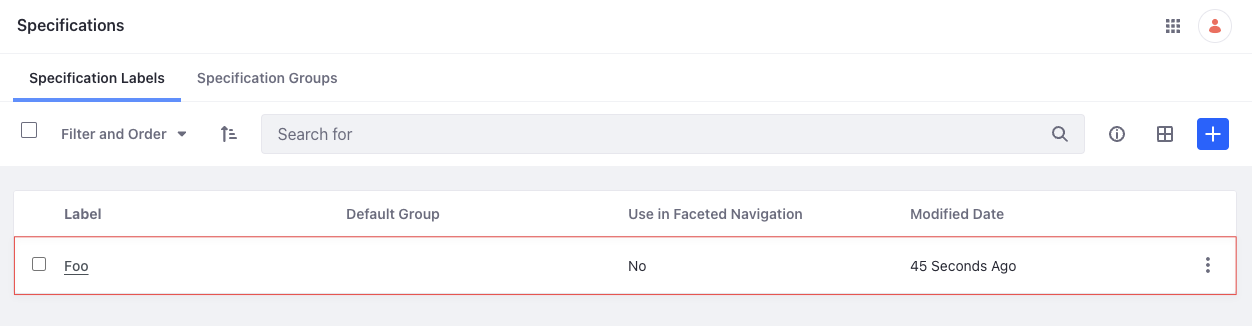 Specifications
Specification Labels Specification Groups
Filter and Order Search for
Label Default Group Use in Faceted Navigation Modified Date
Foo No 45 Seconds Ago